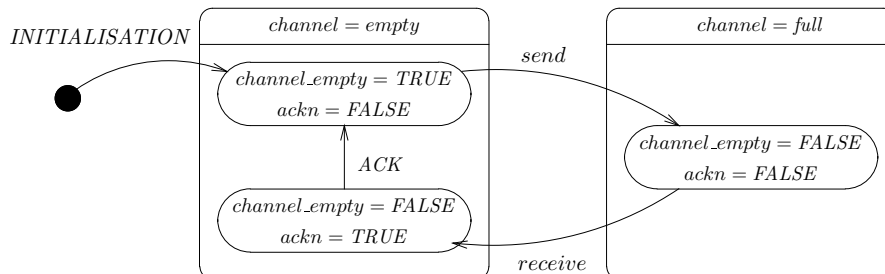 INITIALISATION
channel = empty
channel_empty = TRUE
ackn = FALSE
ACK
channel_empty = FALSE
ackn = TRUE
send
receive
channel = full
channel_empty = FALSE
ackn = FALSE